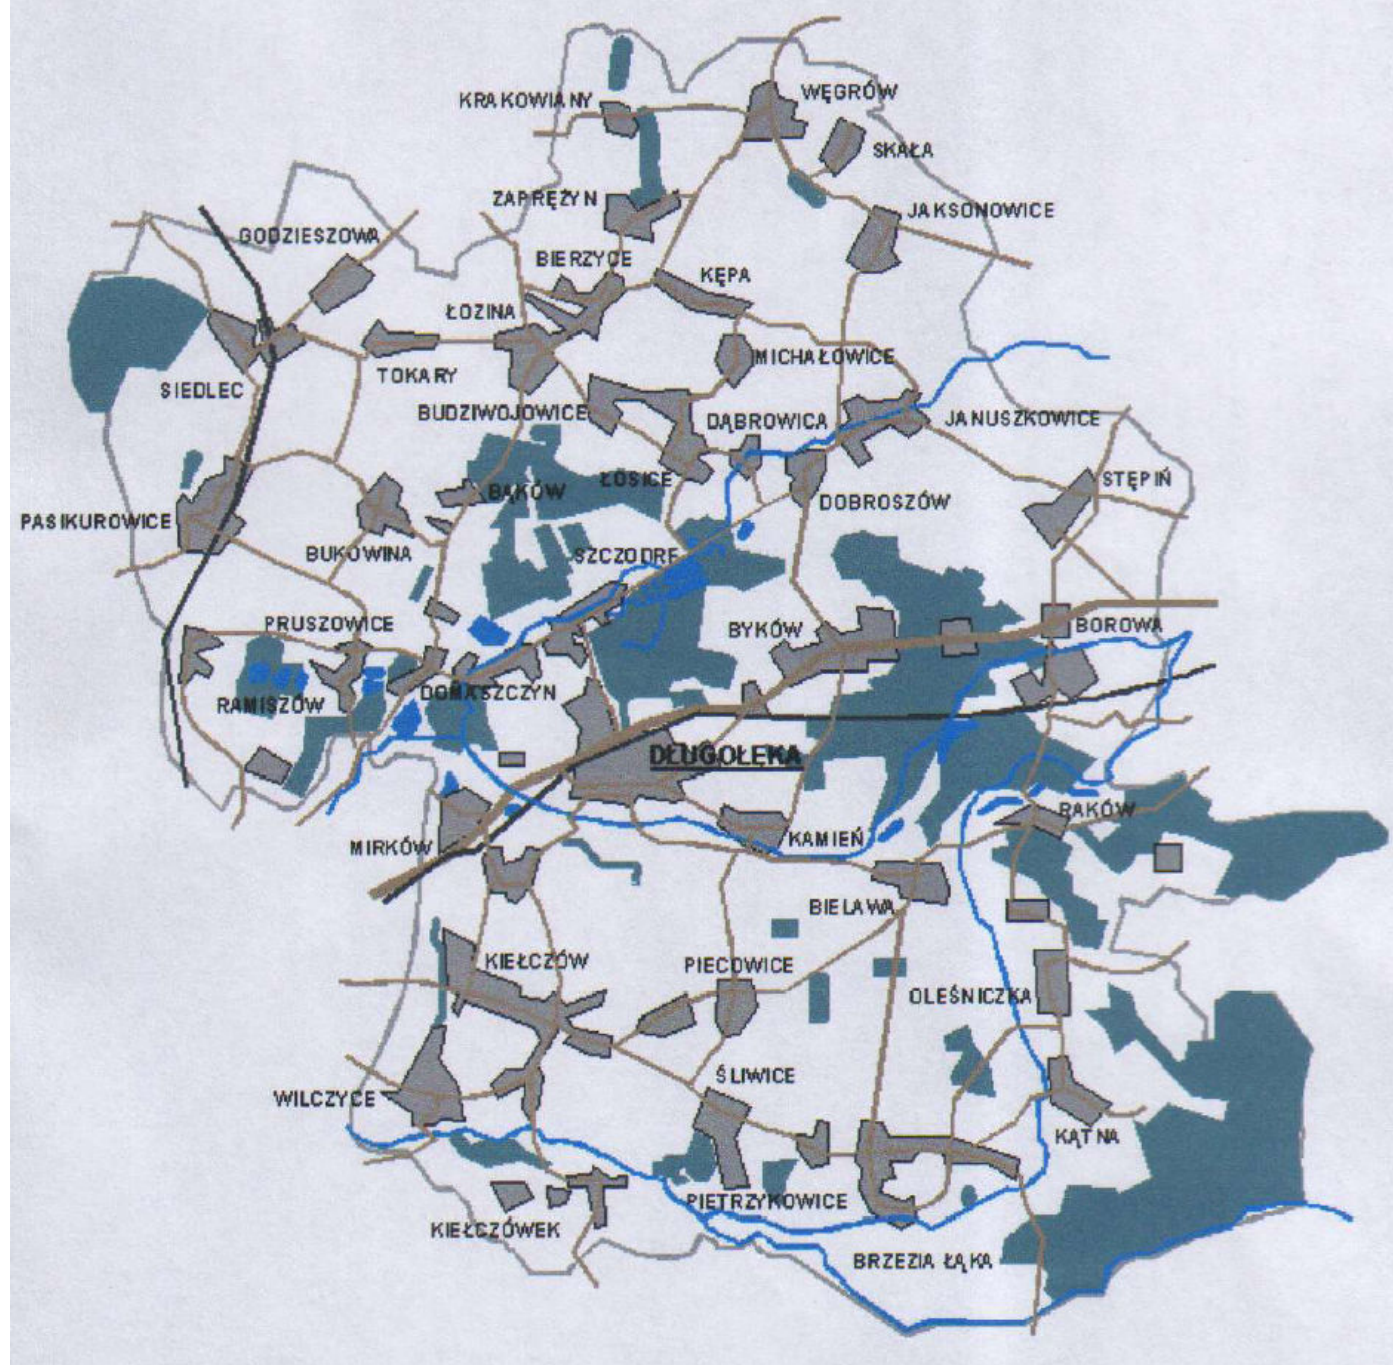 KRAKOWIANY
WĘGRÓW
SKAŁA
ZAPRĘŻYN
JAKSONOWICE
GODZIESZOWA
BIERZYCE
KĘPA
ŁOZINA
MICHAŁOWICE
TOKARY
SIEDLEC
BUDZIWOJOWICE
DĄBROWICA
JANUSZKOWICE
ŁOSICE
STĘPIŃ
BĄKÓW
DOBROSZÓW
PASIKUROWICE
BUKOWINA
SZCZODRE
PRUSZOWICE
BYKÓW
BOROWA
DOMASZCZYN
RAMISZÓW
DŁUGOŁĘKA
RAKÓW
KAMIEŃ
MIRKÓW
BIELAWA
KIEŁCZÓW
PIECOWICE
OLEŚNICZKA
ŚLIWICE
WILCZYCE
KĄTNA
PIETRZYKOWICE
KIEŁCZÓWEK
BRZEZIA ŁĄKA